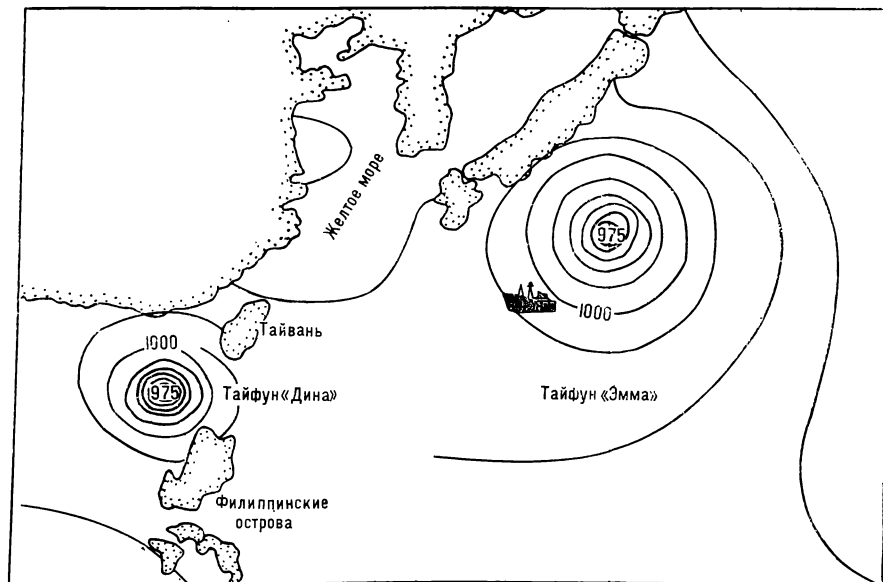 Желтое море
975
1000
Тайвань
1000
975
Тайфун «Дина»
Тайфун «Эмма»
Филиппинские
острова